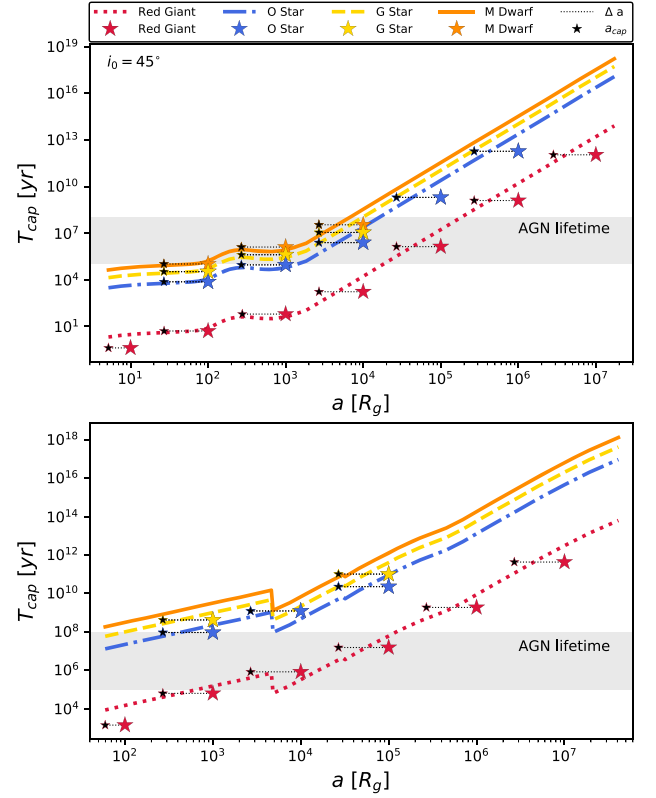 Red Giant O Star G Star M Dwarf Δ a
Red Giant O Star G Star M Dwarf a_cap
i_0 = 45°
10^19
10^16
10^13
10^10
10^7
10^4
10^1
T_cap [yr]
AGN lifetime
10^1 10^2 10^3 10^4 10^5 10^6 10^7
a [R_g]
10^18
10^16
10^14
10^12
10^10
10^8
10^6
10^4
T_cap [yr]
AGN lifetime
10^2 10^3 10^4 10^5 10^6 10^7
a [R_g]